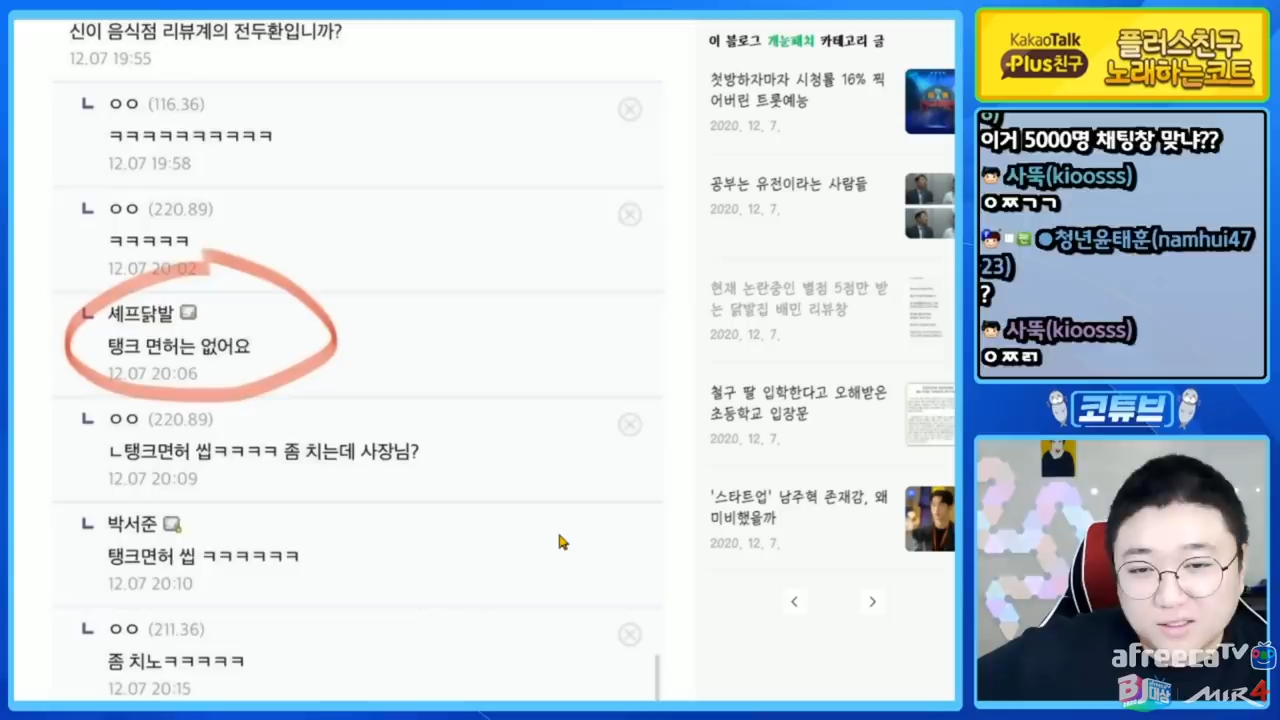 신이 음식점 리뷰계의 전두환입니까?
12.07 19:55
ㄴ ㅇㅇ (116.36)
ㅋㅋㅋㅋㅋㅋㅋㅋㅋㅋ
12.07 19:58
ㄴ ㅇㅇ (220.89)
ㅋㅋㅋㅋㅋ
12.07 20:02
ㄴ 셰프닭발
탱크 면허는 없어요
12.07 20:06
ㄴ ㅇㅇ (220.89)
ㄴ탱크면허 씹ㅋㅋㅋㅋ 좀 치는데 사장님?
12.07 20:09
ㄴ 박서준
탱크면허 씹 ㅋㅋㅋㅋㅋㅋ
12.07 20:10
ㄴ ㅇㅇ (211.36)
좀 치노ㅋㅋㅋㅋㅋ
12.07 20:15
이 블로그 개눈빼치 카테고리 글
첫방하자마자 시청률 16% 찍
어버린 트롯예능
2020. 12. 7.
공부는 유전이라는 사람들
2020. 12. 7.
현재 논란중인 별점 5점만 받
는 닭발집 배민 리뷰창
2020. 12. 7.
철구 딸 입학한다고 오해받은
초등학교 입장문
2020. 12. 7.
'스타트업' 남주혁 존재감, 왜
미비했을까
2020. 12. 7.
KakaoTalk
Plus친구
플러스친구
노래하는코트
이거 5000명 채팅창 맞냐??
사뚝(kioosss)
ㅇㅉㄱㄱ
청년윤태훈(namhui47
23)
?
사뚝(kioosss)
ㅇㅉㄹ
코튜브
afreecaTV
BJ대상
MIR4